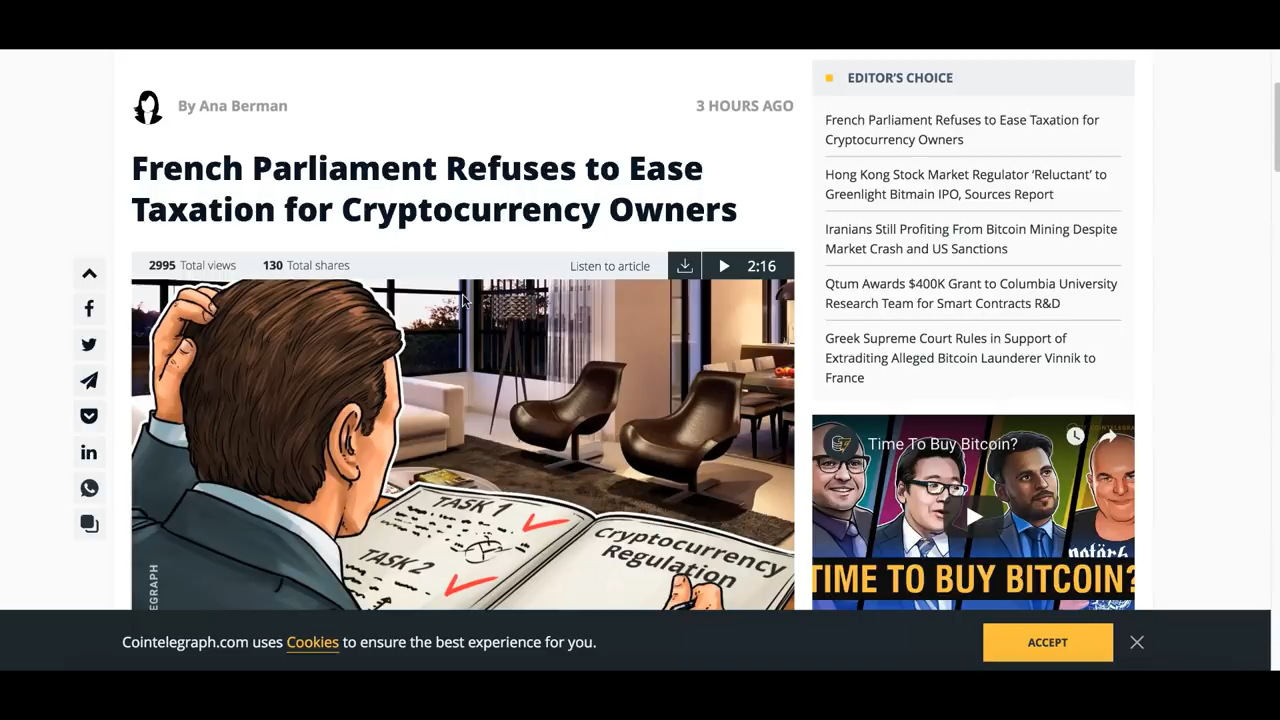 By Ana Berman
3 HOURS AGO
French Parliament Refuses to Ease
Taxation for Cryptocurrency Owners
2995 Total views
130 Total shares
Listen to article
2:16
TASK 1
TASK 2
Cryptocurrency
Regulation
EGRAPH
EDITOR'S CHOICE
French Parliament Refuses to Ease Taxation for
Cryptocurrency Owners
Hong Kong Stock Market Regulator ‘Reluctant’ to
Greenlight Bitmain IPO, Sources Report
Iranians Still Profiting From Bitcoin Mining Despite
Market Crash and US Sanctions
Qtum Awards $400K Grant to Columbia University
Research Team for Smart Contracts R&D
Greek Supreme Court Rules in Support of
Extraditing Alleged Bitcoin Launderer Vinnik to
France
Time To Buy Bitcoin?
TIME TO BUY BITCOIN?
Cointelegraph.com uses Cookies to ensure the best experience for you.
ACCEPT